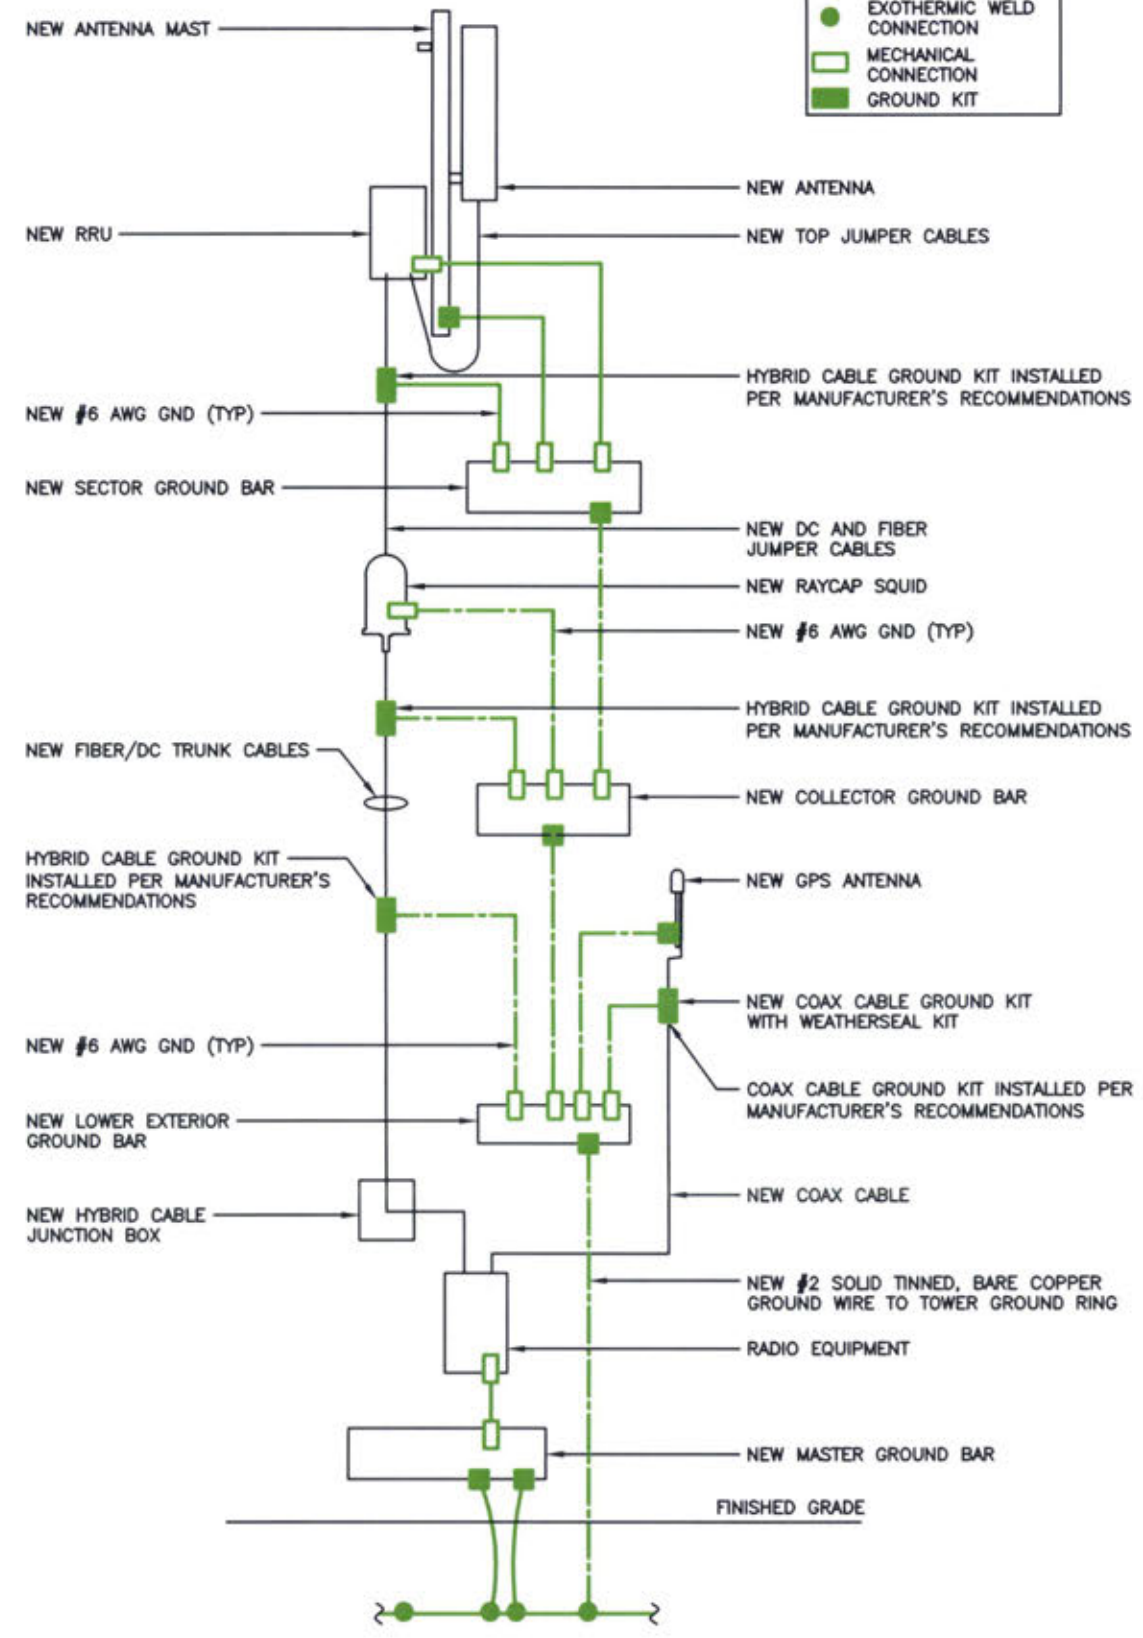 EXOTHERMIC WELD
CONNECTION
MECHANICAL
CONNECTION
GROUND KIT
NEW ANTENNA MAST
NEW ANTENNA
NEW RRU
NEW TOP JUMPER CABLES
HYBRID CABLE GROUND KIT INSTALLED
PER MANUFACTURER'S RECOMMENDATIONS
NEW #6 AWG GND (TYP)
NEW SECTOR GROUND BAR
NEW DC AND FIBER
JUMPER CABLES
NEW RAYCAP SQUID
NEW #6 AWG GND (TYP)
HYBRID CABLE GROUND KIT INSTALLED
PER MANUFACTURER'S RECOMMENDATIONS
NEW FIBER/DC TRUNK CABLES
NEW COLLECTOR GROUND BAR
HYBRID CABLE GROUND KIT
INSTALLED PER MANUFACTURER'S
RECOMMENDATIONS
NEW GPS ANTENNA
NEW COAX CABLE GROUND KIT
WITH WEATHERSEAL KIT
NEW #6 AWG GND (TYP)
COAX CABLE GROUND KIT INSTALLED PER
MANUFACTURER'S RECOMMENDATIONS
NEW LOWER EXTERIOR
GROUND BAR
NEW COAX CABLE
NEW HYBRID CABLE
JUNCTION BOX
NEW #2 SOLID TINNED, BARE COPPER
GROUND WIRE TO TOWER GROUND RING
RADIO EQUIPMENT
NEW MASTER GROUND BAR
FINISHED GRADE